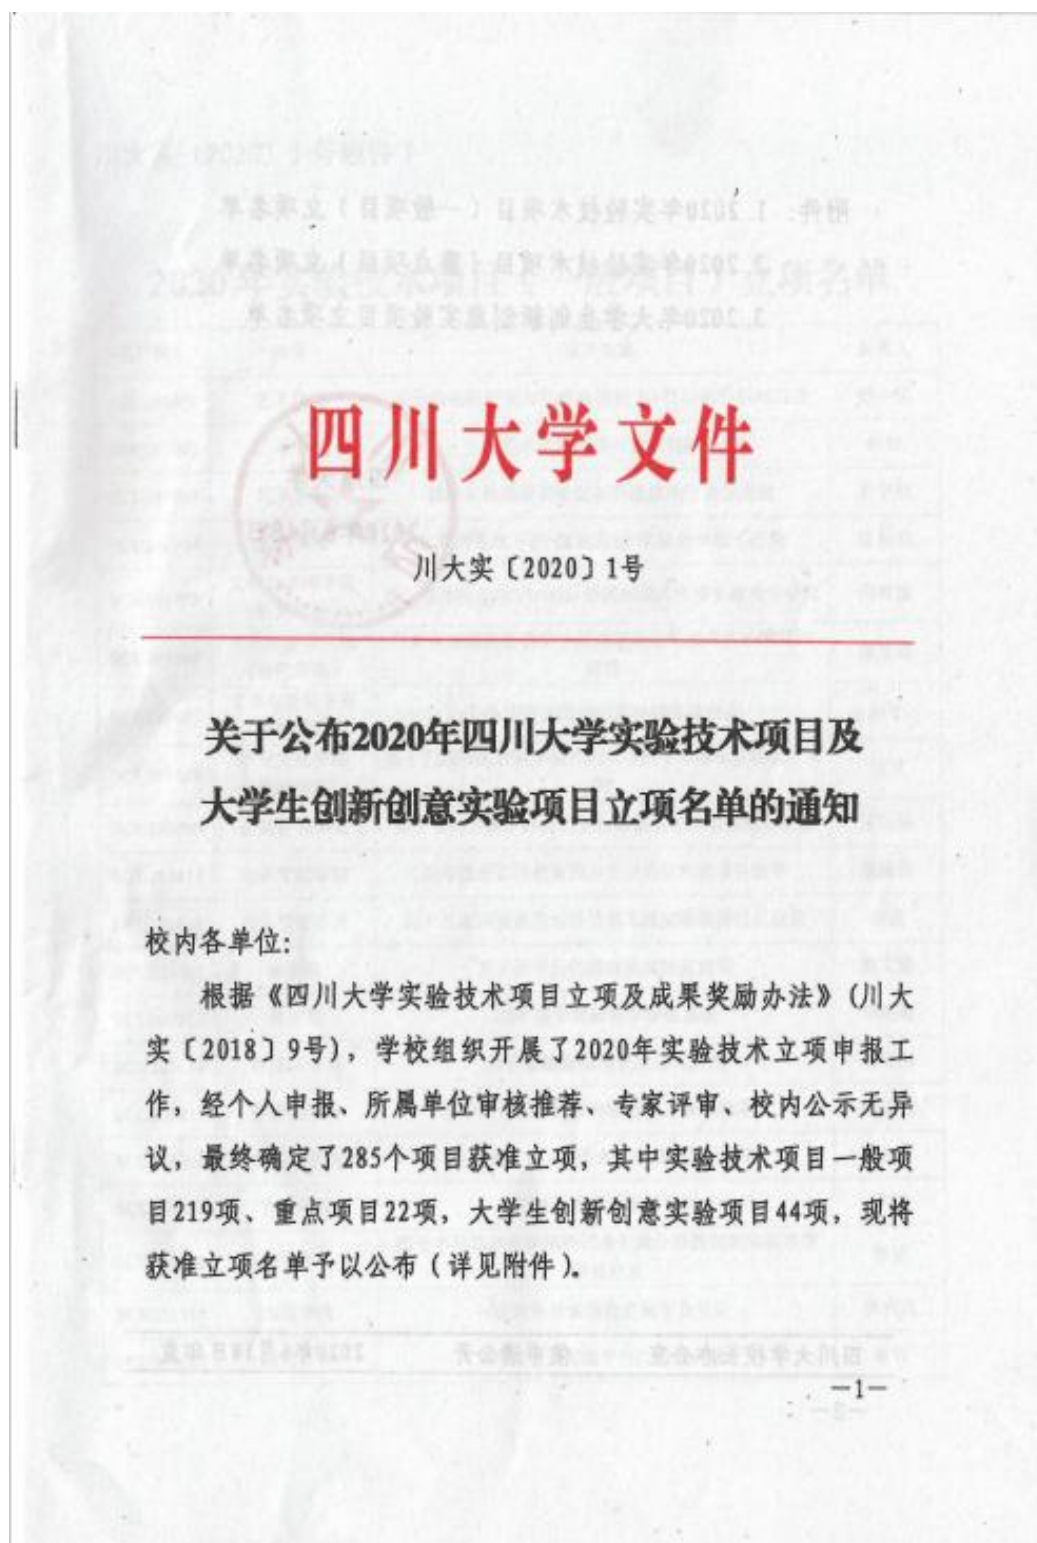 四川大学文件
川大实〔2020〕1号
关于公布2020年四川大学实验技术项目及
大学生创新创意实验项目立项名单的通知
校内各单位:
根据《四川大学实验技术项目立项及成果奖励办法》(川大
实〔2018〕9号),学校组织开展了2020年实验技术立项申报工
作,经个人申报、所属单位审核推荐、专家评审、校内公示无异
议,最终确定了285个项目获准立项,其中实验技术项目一般项
目219项、重点项目22项,大学生创新创意实验项目44项,现将
获准立项名单予以公布(详见附件)。
—1—